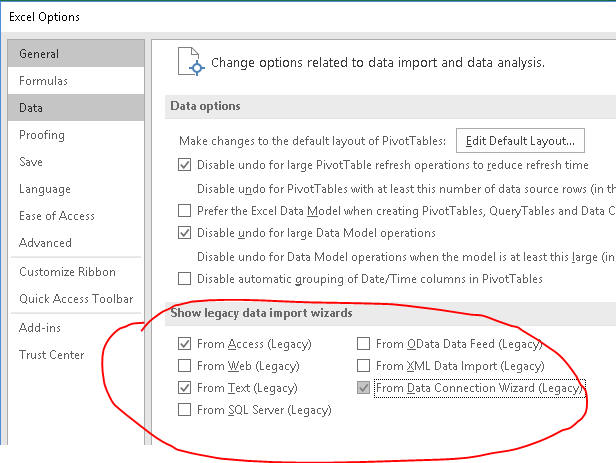 Excel Options
General
Formulas
Data
Proofing
Save
Language
Ease of Access
Advanced
Customize Ribbon
Quick Access Toolbar
Add-ins
Trust Center
Change options related to data import and data analysis.
Data options
Make changes to the default layout of PivotTables: Edit Default Layout...
Disable undo for large PivotTable refresh operations to reduce refresh time
Disable undo for PivotTables with at least this number of data source rows (in th
Prefer the Excel Data Model when creating PivotTables, QueryTables and Data C
Disable undo for large Data Model operations
Disable undo for Data Model operations when the model is at least this large (in
Disable automatic grouping of Date/Time columns in PivotTables
Show legacy data import wizards
From Access (Legacy) From OData Data Feed (Legacy)
From Web (Legacy) From XML Data Import (Legacy)
From Text (Legacy) From Data Connection Wizard (Legacy)
From SQL Server (Legacy)